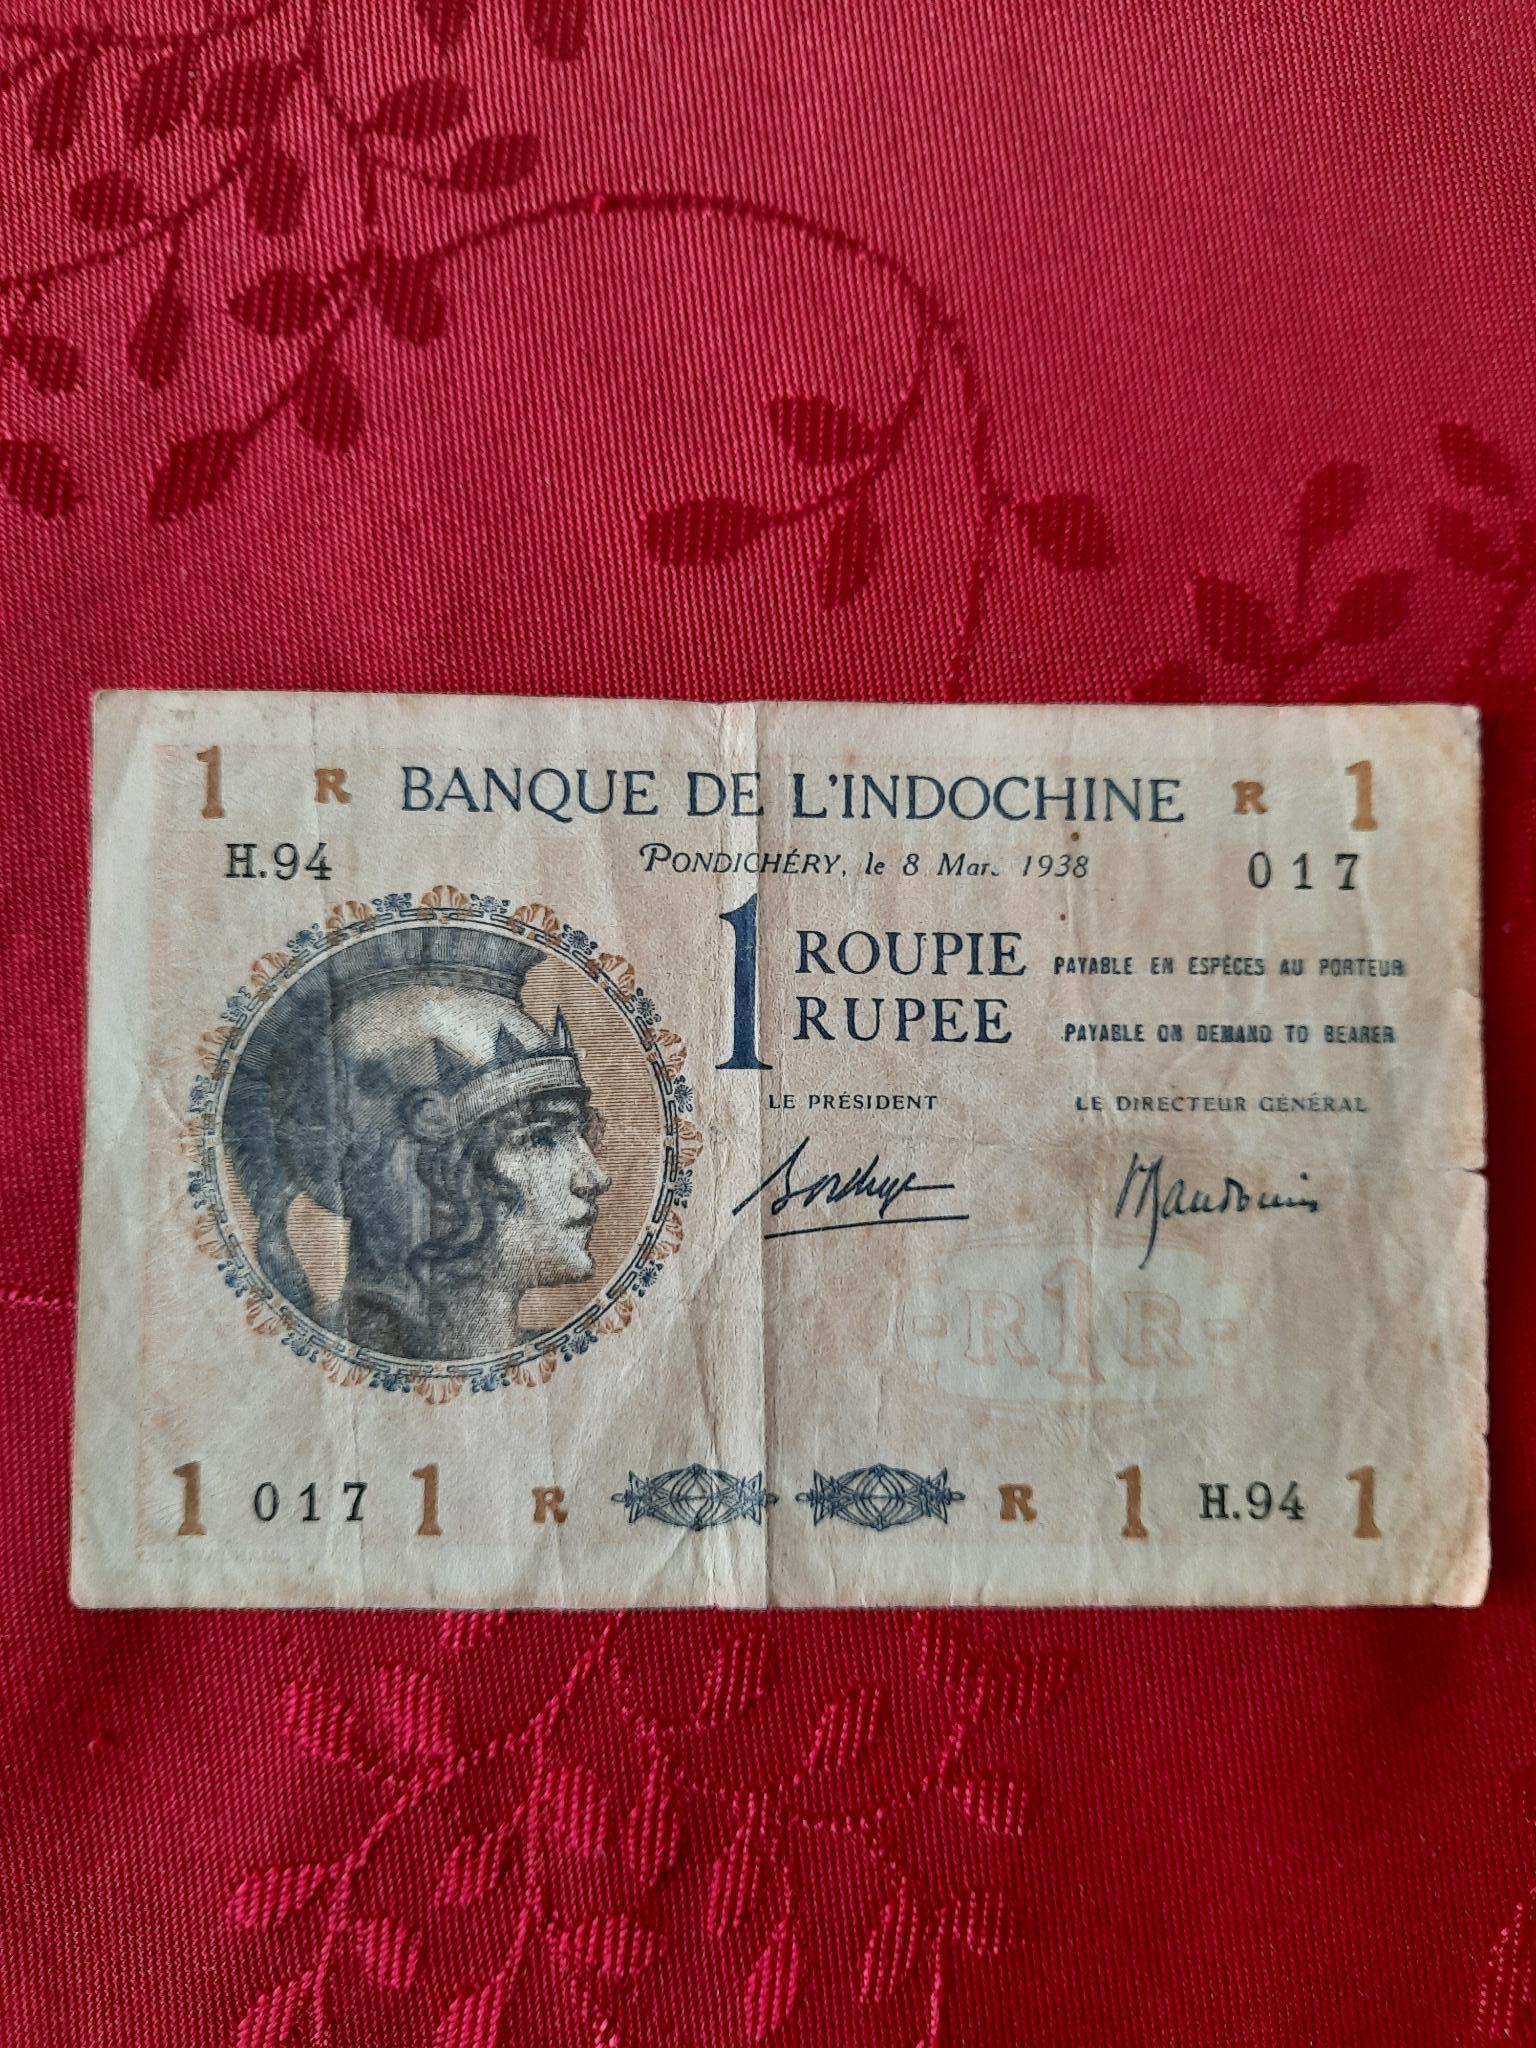 1 R BANQUE DE L'INDOCHINE R 1
H.94 PONDICHÉRY, le 8 Mar. 1938 017
1 ROUPIE PAYABLE EN ESPÈCES AU PORTEUR
RUPEE PAYABLE ON DEMAND TO BEARER
LE PRÉSIDENT LE DIRECTEUR GÉNÉRAL
R 1 R
1 017 1 R R 1 H.94 1